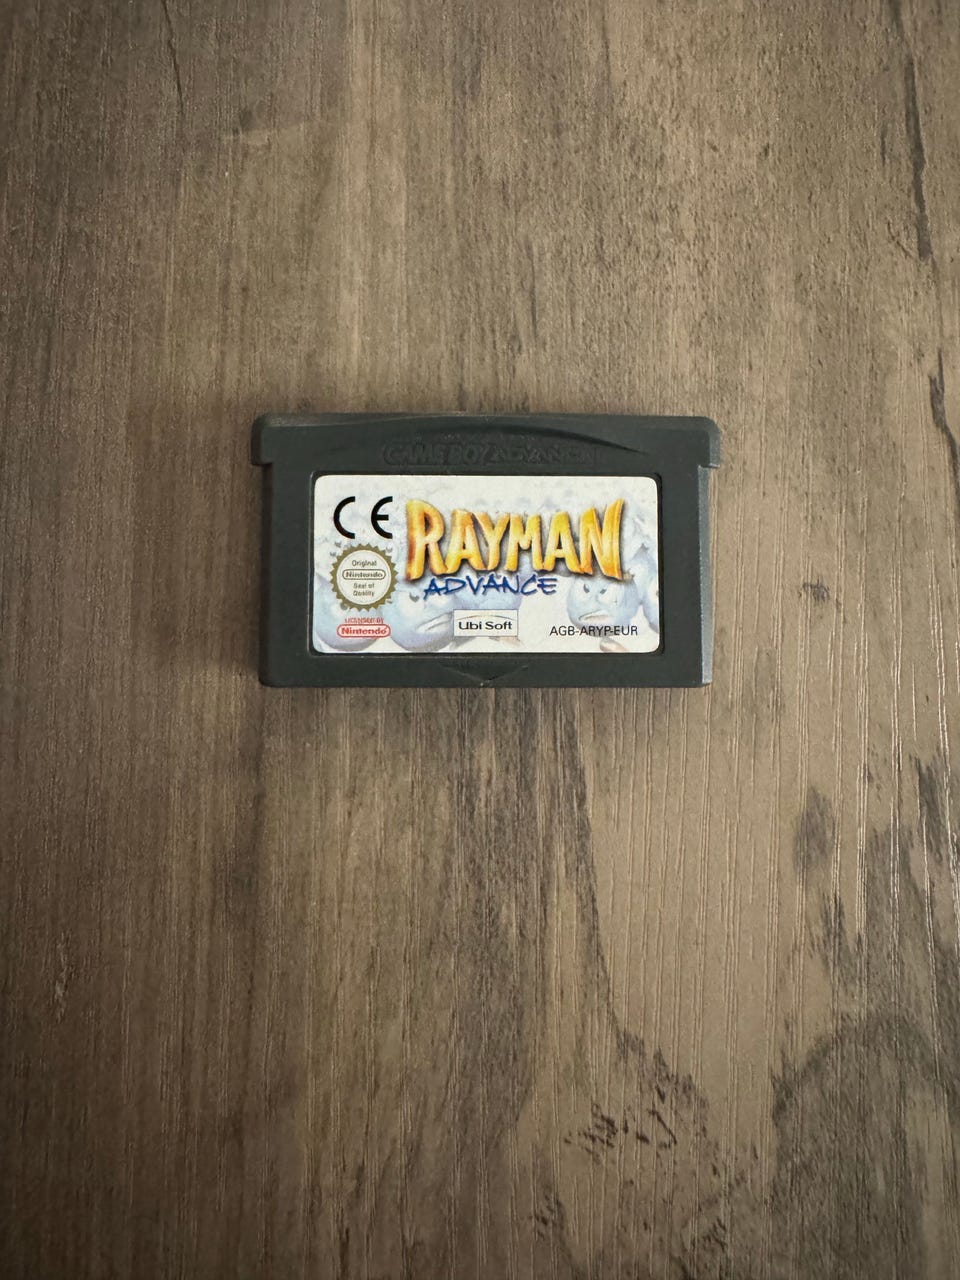 GAME BOY ADVANCE
CE
RAYMAN
ADVANCE
Original
Nintendo
Seal of
Quality
LICENSED BY
Nintendo
Ubi Soft
AGB-ARYP-EUR